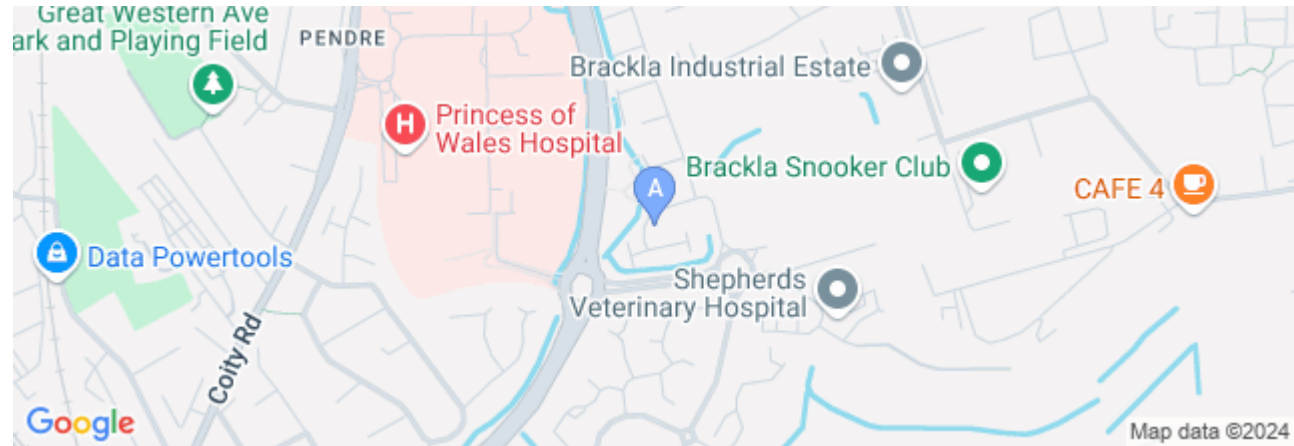 Great Western Ave
ark and Playing Field
PENDRE
Brackla Industrial Estate
Princess of
Wales Hospital
H
Brackla Snooker Club
A
CAFE 4
Data Powertools
Shepherds
Veterinary Hospital
Coity Rd
Google
Map data ©2024